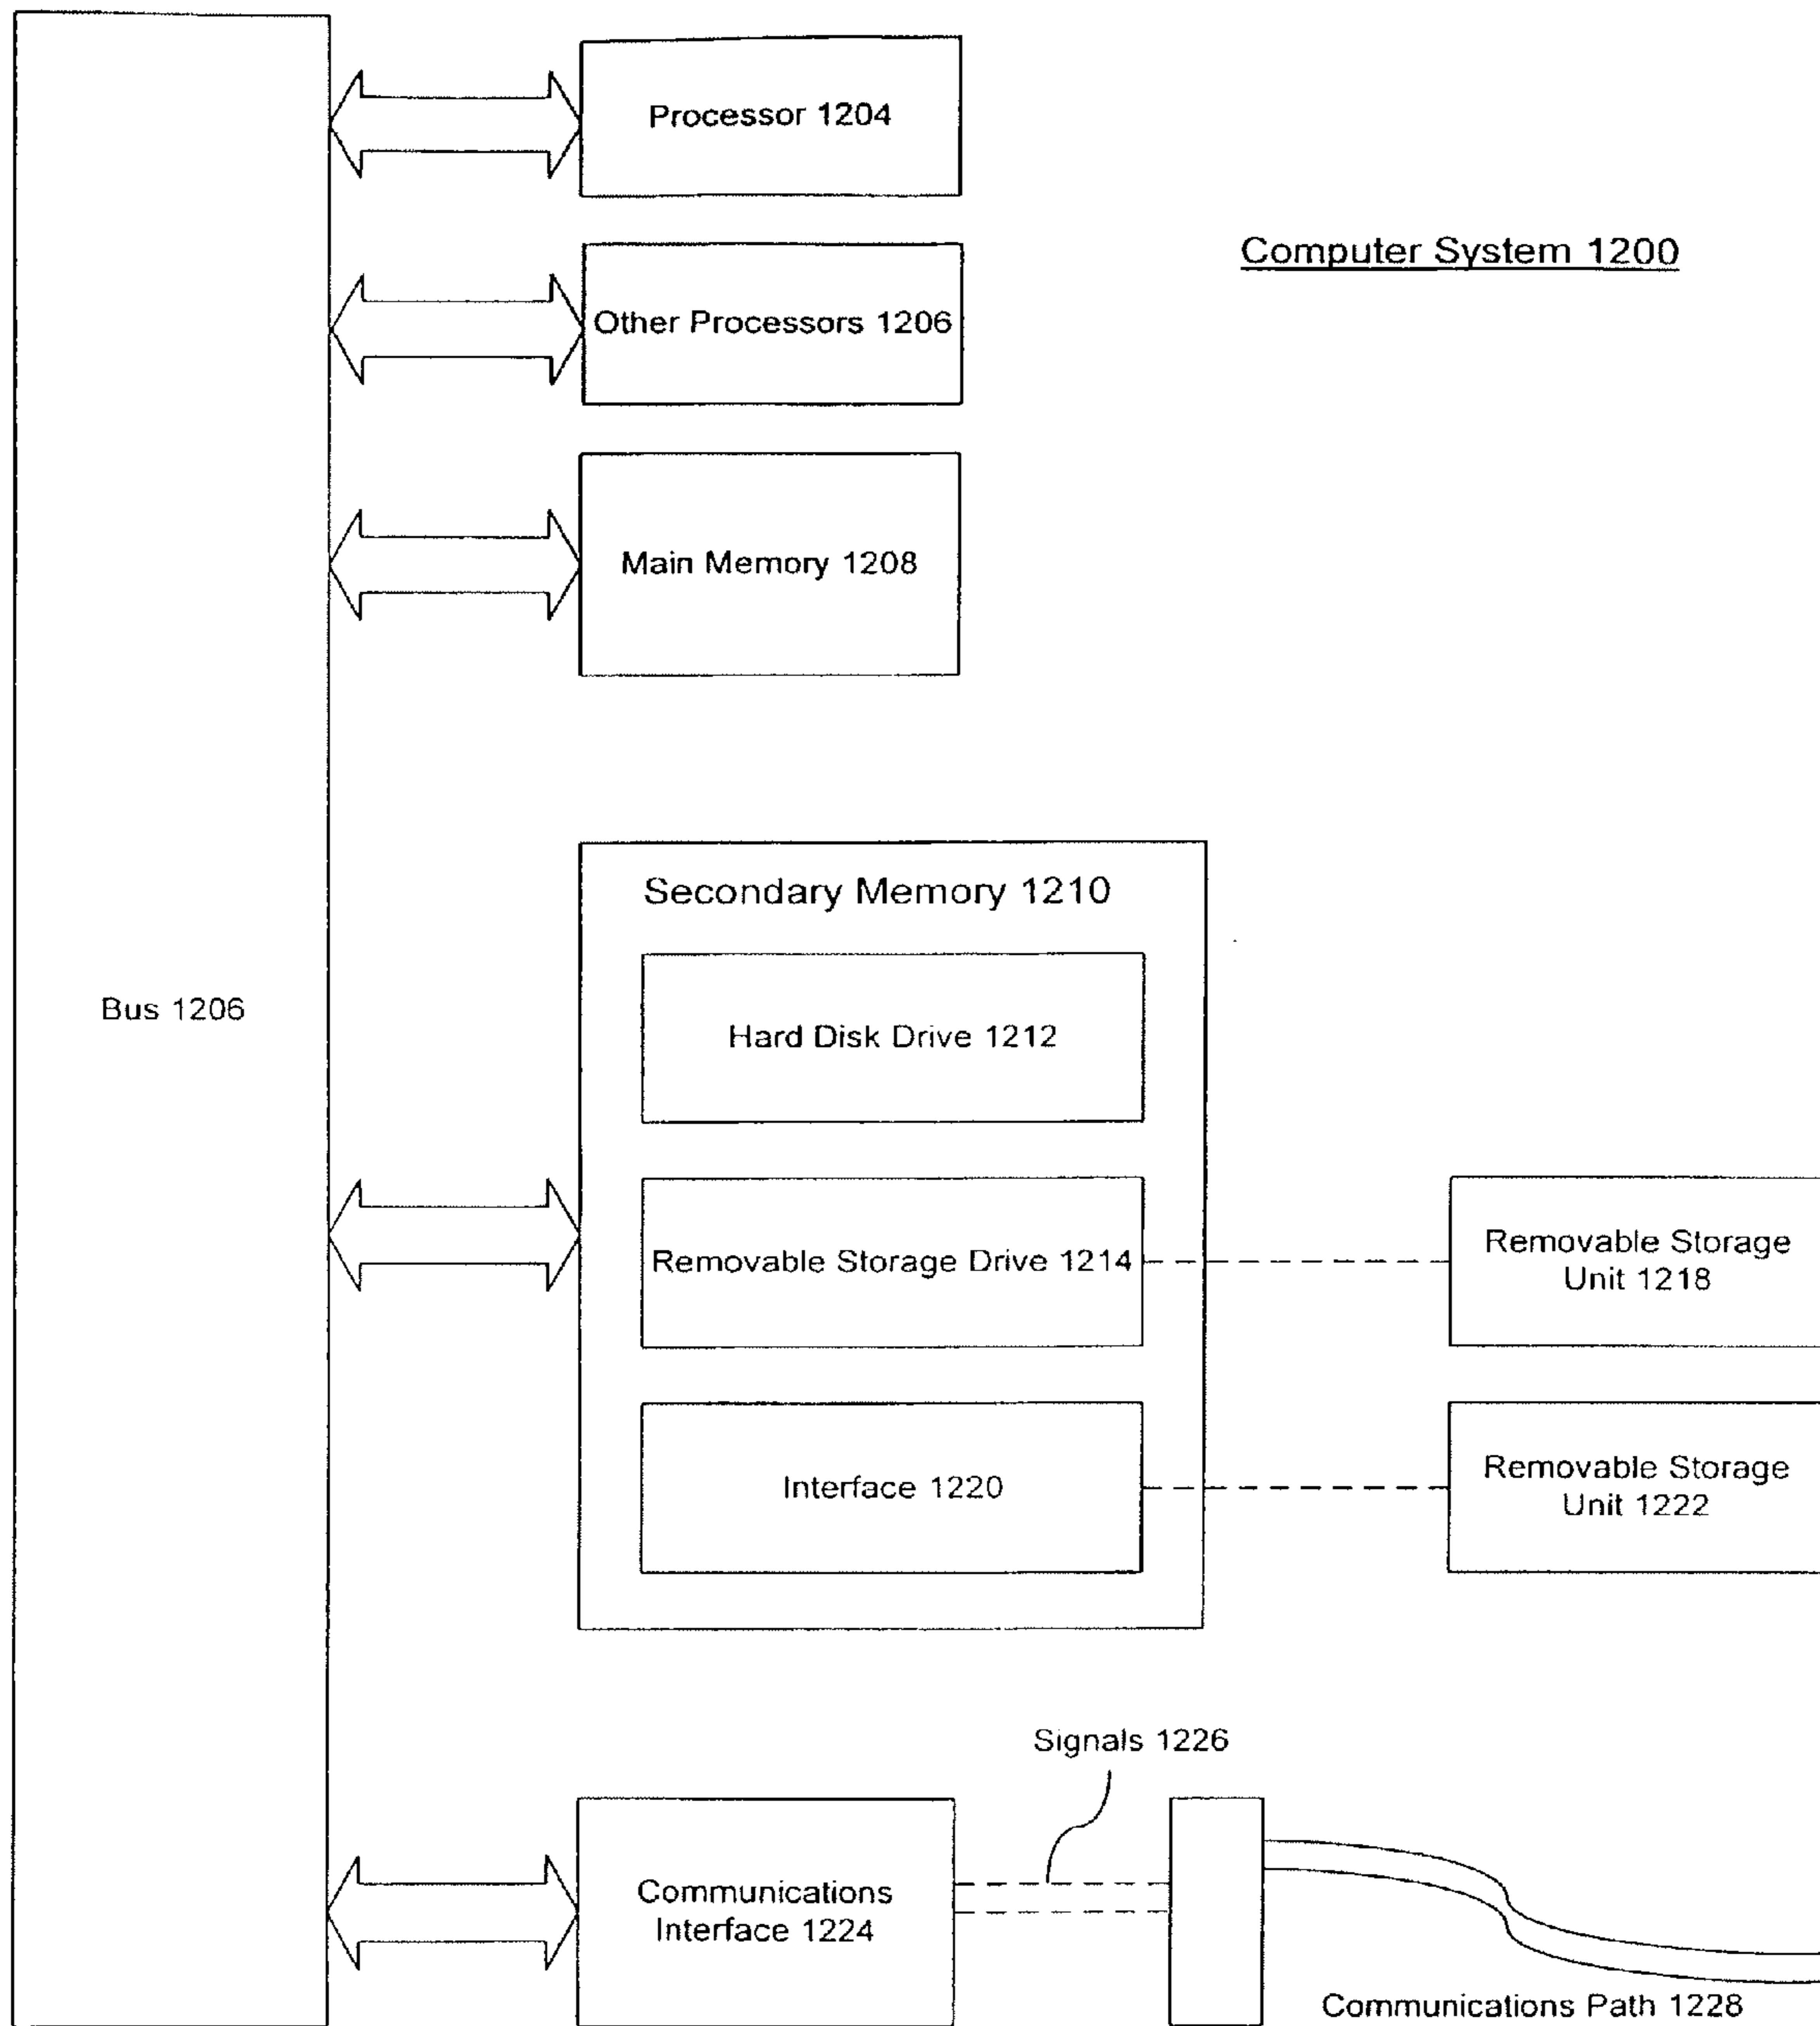 Processor 1204
Computer System 1200
Other Processors 1206
Main Memory 1208
Secondary Memory 1210
Bus 1206
Hard Disk Drive 1212
Removable Storage Drive 1214
Removable Storage
Unit 1218
Interface 1220
Removable Storage
Unit 1222
Signals 1226
Communications
Interface 1224
Communications Path 1228